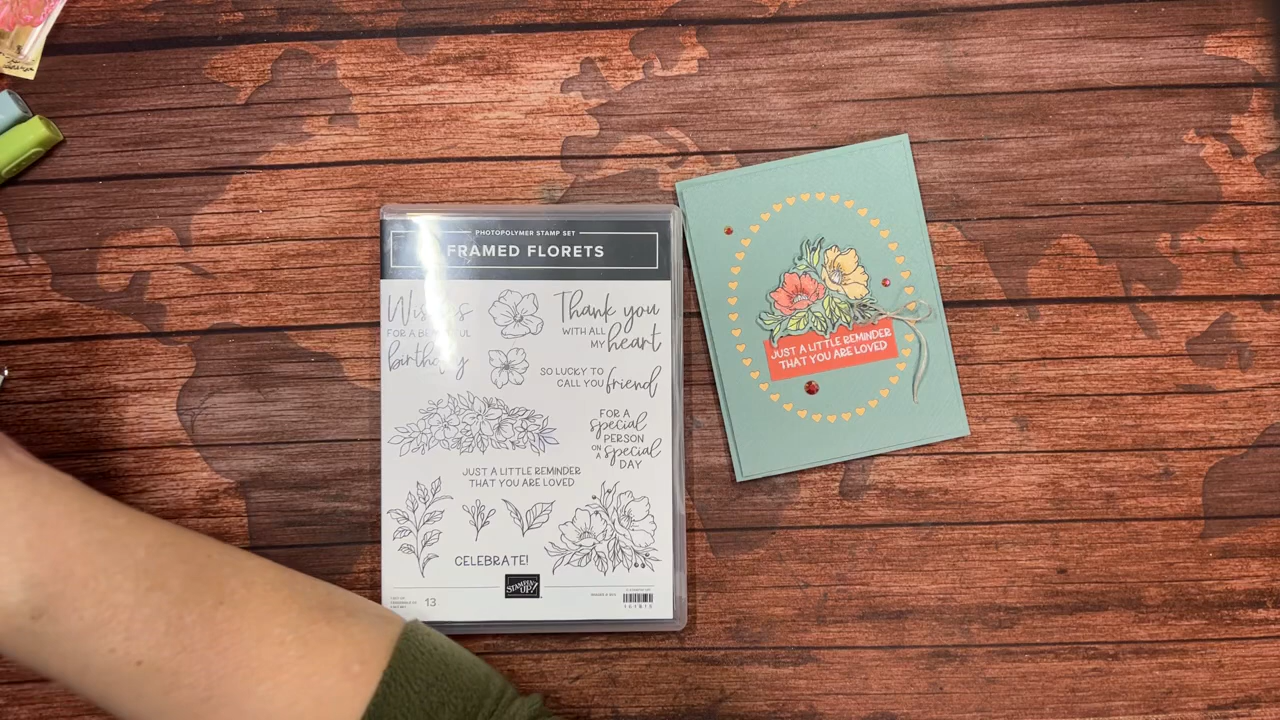 PHOTOPOLYMER STAMP SET
FRAMED FLORETS
Wishes
FOR A BEAUTIFUL
birthday
Thank you
WITH ALL
MY heart
SO LUCKY TO
CALL YOU friend
FOR A
special
PERSON
ON A special
DAY
JUST A LITTLE REMINDER
THAT YOU ARE LOVED
CELEBRATE!
STAMPIN' UP!
13
JUST A LITTLE REMINDER
THAT YOU ARE LOVED